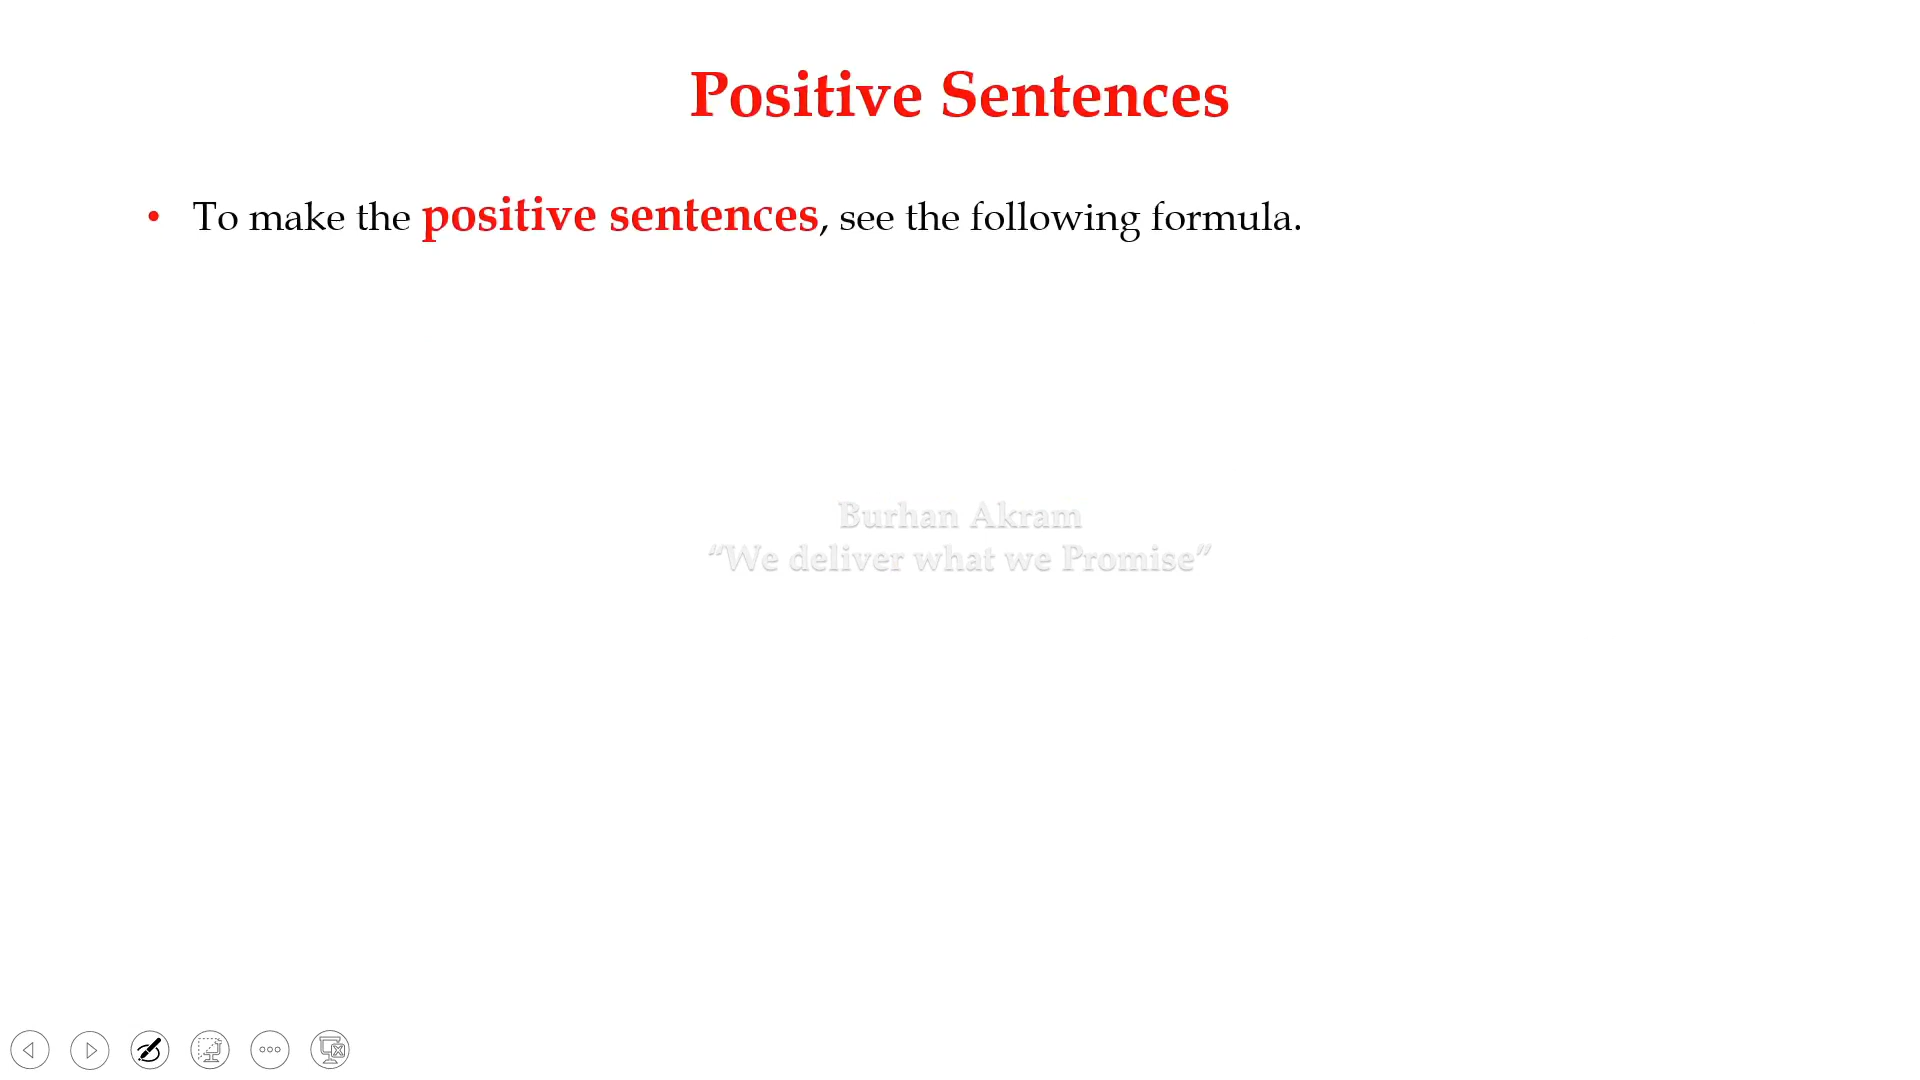 Positive Sentences
• To make the positive sentences, see the following formula.
Burhan Akram
“We deliver what we Promise”